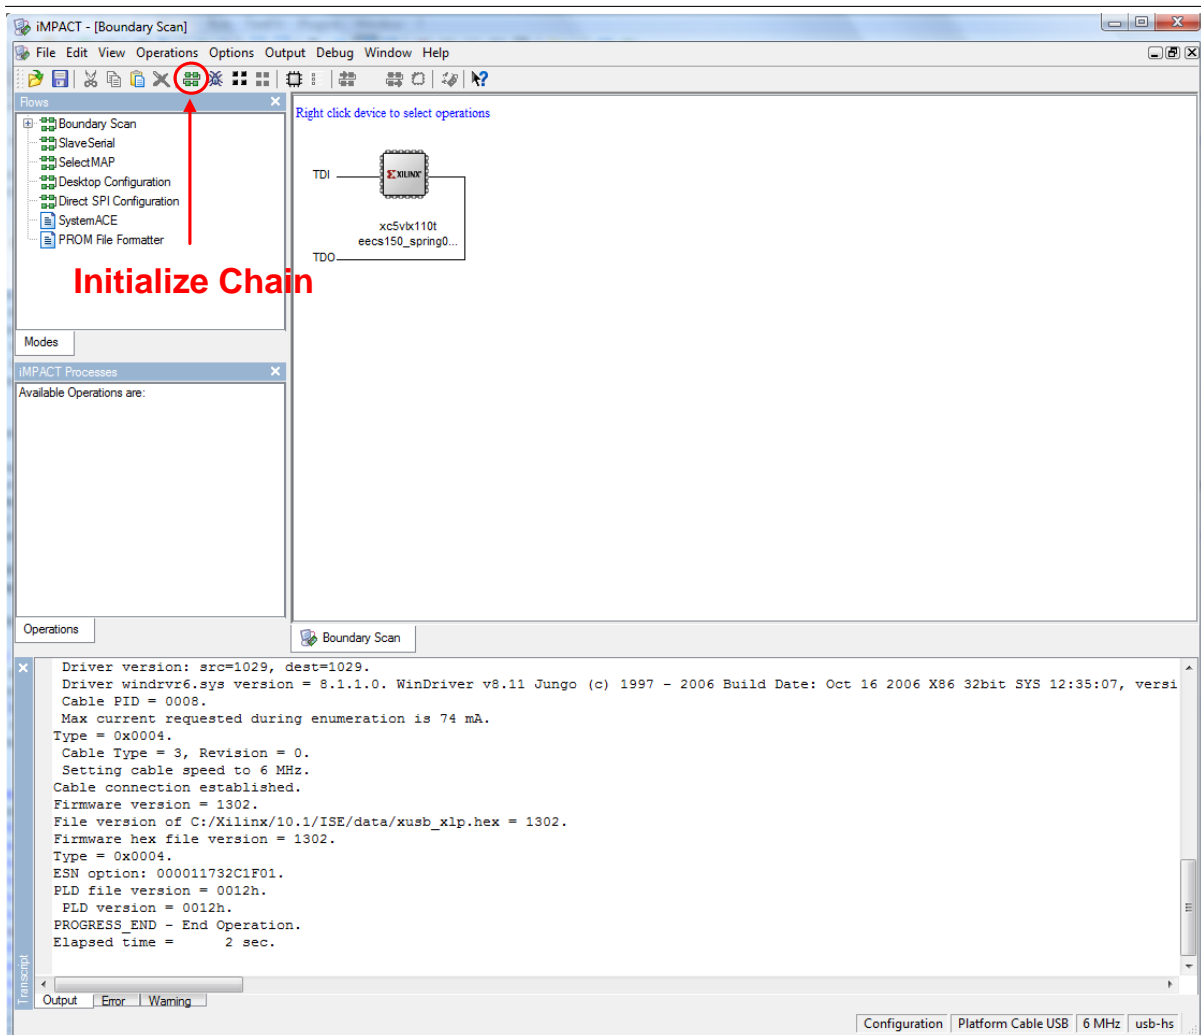 iMPACT - [Boundary Scan]
File Edit View Operations Options Output Debug Window Help
Flows
Boundary Scan
SlaveSerial
SelectMAP
Desktop Configuration
Direct SPI Configuration
SystemACE
PROM File Formatter
Initialize Chain
Modes
iMPACT Processes
Available Operations are:
Operations
Right click device to select operations
TDI
XILINX
xc5vlx110t
eecs150_spring0...
TDO
Boundary Scan
Driver version: src=1029, dest=1029.
Driver windrvr6.sys version = 8.1.1.0. WinDriver v8.11 Jungo (c) 1997 - 2006 Build Date: Oct 16 2006 X86 32bit SYS 12:35:07, versi
Cable PID = 0008.
Max current requested during enumeration is 74 mA.
Type = 0x0004.
Cable Type = 3, Revision = 0.
Setting cable speed to 6 MHz.
Cable connection established.
Firmware version = 1302.
File version of C:/Xilinx/10.1/ISE/data/xusb_xlp.hex = 1302.
Firmware hex file version = 1302.
Type = 0x0004.
ESN option: 000011732C1F01.
PLD file version = 0012h.
PLD version = 0012h.
PROGRESS_END - End Operation.
Elapsed time = 2 sec.
Transcript
Output Error Warning
Configuration Platform Cable USB 6 MHz usb-hs